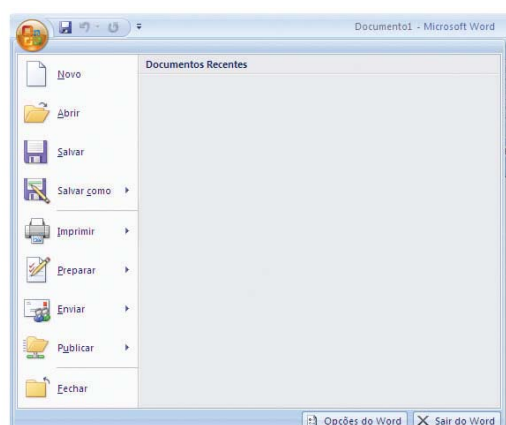 Documento1 - Microsoft Word
Documentos Recentes
Novo
Abrir
Salvar
Salvar como
Imprimir
Preparar
Enviar
Publicar
Fechar
Opções do Word
Sair do Word